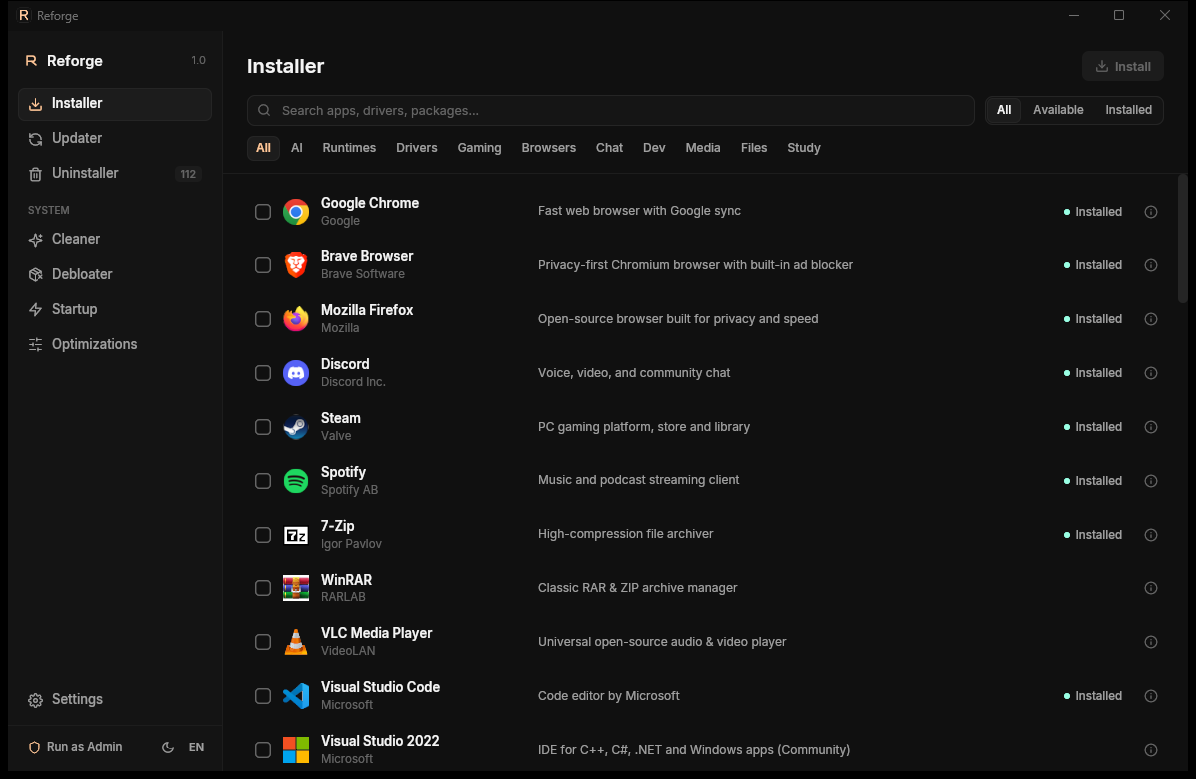 R Reforge
R Reforge 1.0
Installer
Updater
Uninstaller 112
SYSTEM
Cleaner
Debloater
Startup
Optimizations
Settings
Run as Admin EN
Installer
Install
Search apps, drivers, packages...
All Available Installed
All AI Runtimes Drivers Gaming Browsers Chat Dev Media Files Study
Google Chrome
Google
Fast web browser with Google sync
Installed
Brave Browser
Brave Software
Privacy-first Chromium browser with built-in ad blocker
Installed
Mozilla Firefox
Mozilla
Open-source browser built for privacy and speed
Installed
Discord
Discord Inc.
Voice, video, and community chat
Installed
Steam
Valve
PC gaming platform, store and library
Installed
Spotify
Spotify AB
Music and podcast streaming client
Installed
7z
7-Zip
Igor Pavlov
High-compression file archiver
Installed
WinRAR
RARLAB
Classic RAR & ZIP archive manager
VLC Media Player
VideoLAN
Universal open-source audio & video player
Visual Studio Code
Microsoft
Code editor by Microsoft
Installed
Visual Studio 2022
Microsoft
IDE for C++, C#, .NET and Windows apps (Community)